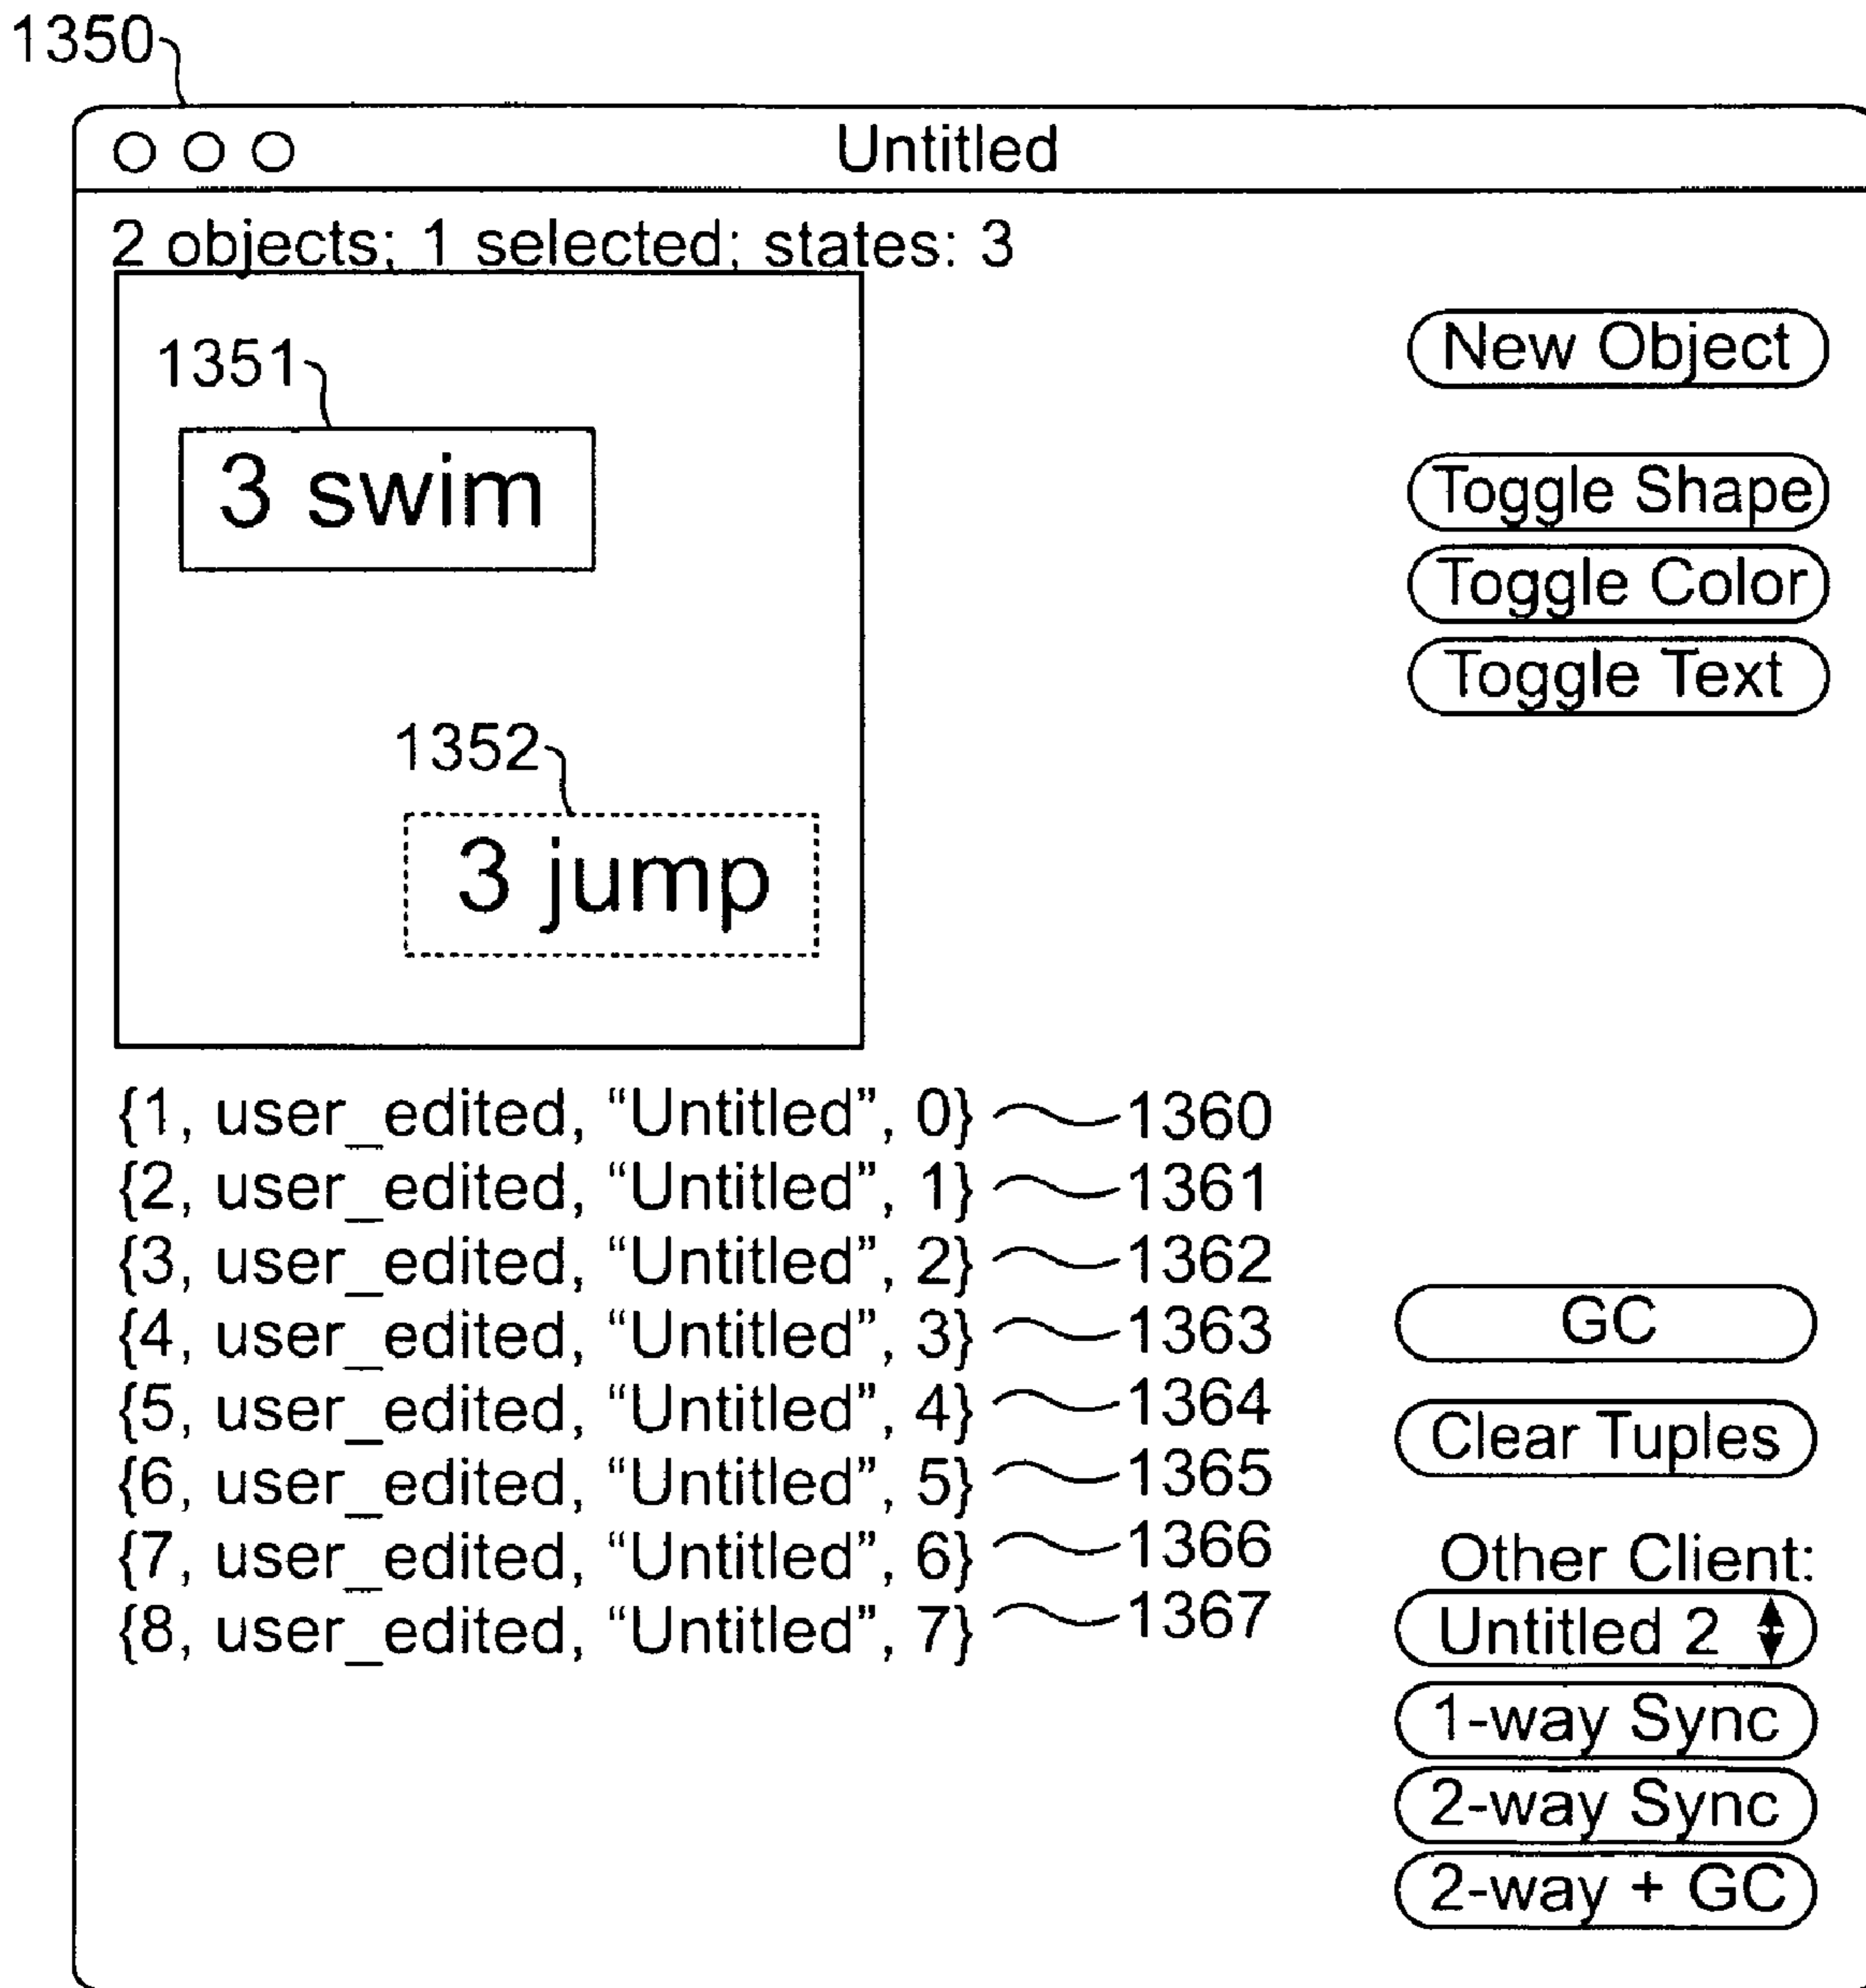 1350
Untitled
2 objects; 1 selected; states: 3
1351
3 swim
1352
3 jump
New Object
Toggle Shape
Toggle Color
Toggle Text
{1, user_edited, “Untitled”, 0} 1360
{2, user_edited, “Untitled”, 1} 1361
{3, user_edited, “Untitled”, 2} 1362
{4, user_edited, “Untitled”, 3} 1363
{5, user_edited, “Untitled”, 4} 1364
{6, user_edited, “Untitled”, 5} 1365
{7, user_edited, “Untitled”, 6} 1366
{8, user_edited, “Untitled”, 7} 1367
GC
Clear Tuples
Other Client:
Untitled 2
1-way Sync
2-way Sync
2-way + GC